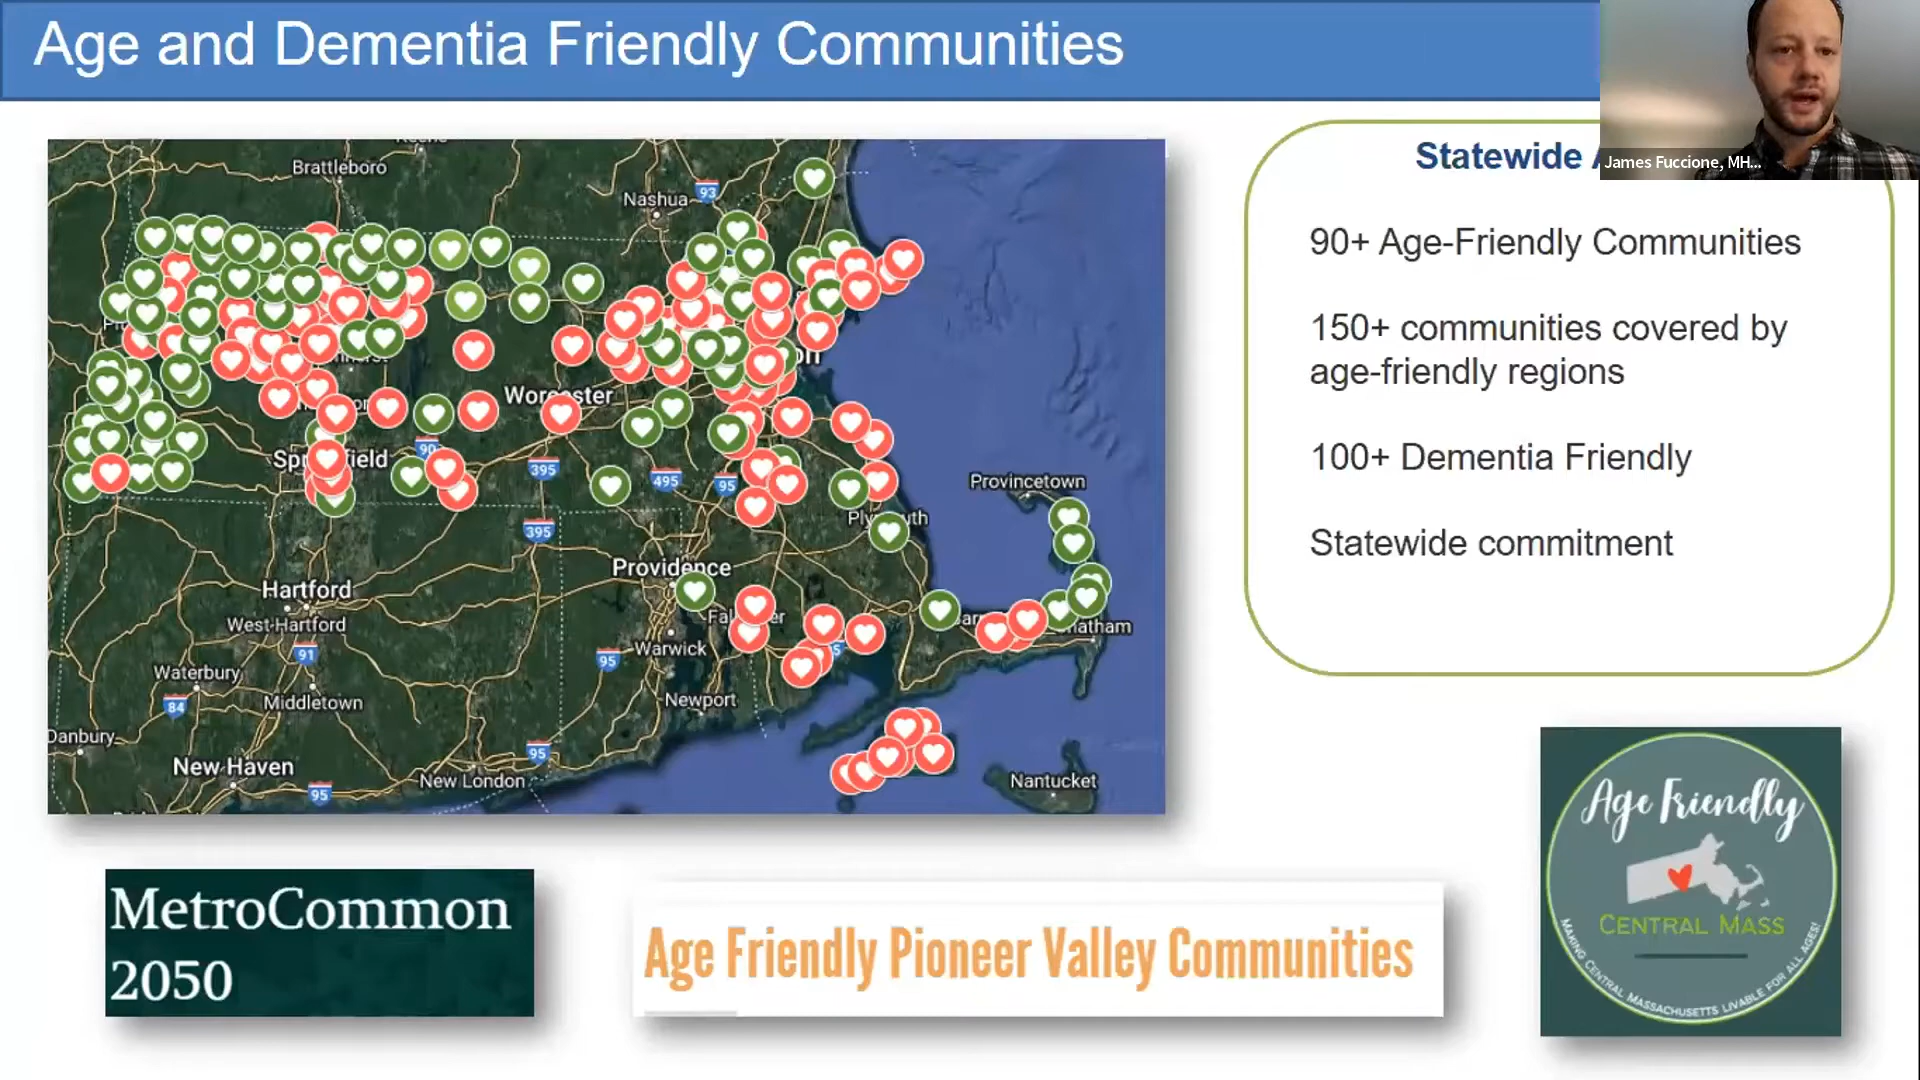 Age and Dementia Friendly Communities
James Fuccione, MH...
Statewide
90+ Age-Friendly Communities
150+ communities covered by
age-friendly regions
100+ Dementia Friendly
Statewide commitment
Brattleboro
Nashua
93
Worcester
90
395
495
95
Provincetown
395
Providence
Hartford
West Hartford
91
95
Warwick
Waterbury
Middletown
84
Newport
Danbury
New Haven
95
New London
95
Nantucket
MetroCommon
2050
Age Friendly Pioneer Valley Communities
Age Friendly
CENTRAL MASS
MAKING CENTRAL MASSACHUSETTS LIVABLE FOR ALL AGES!